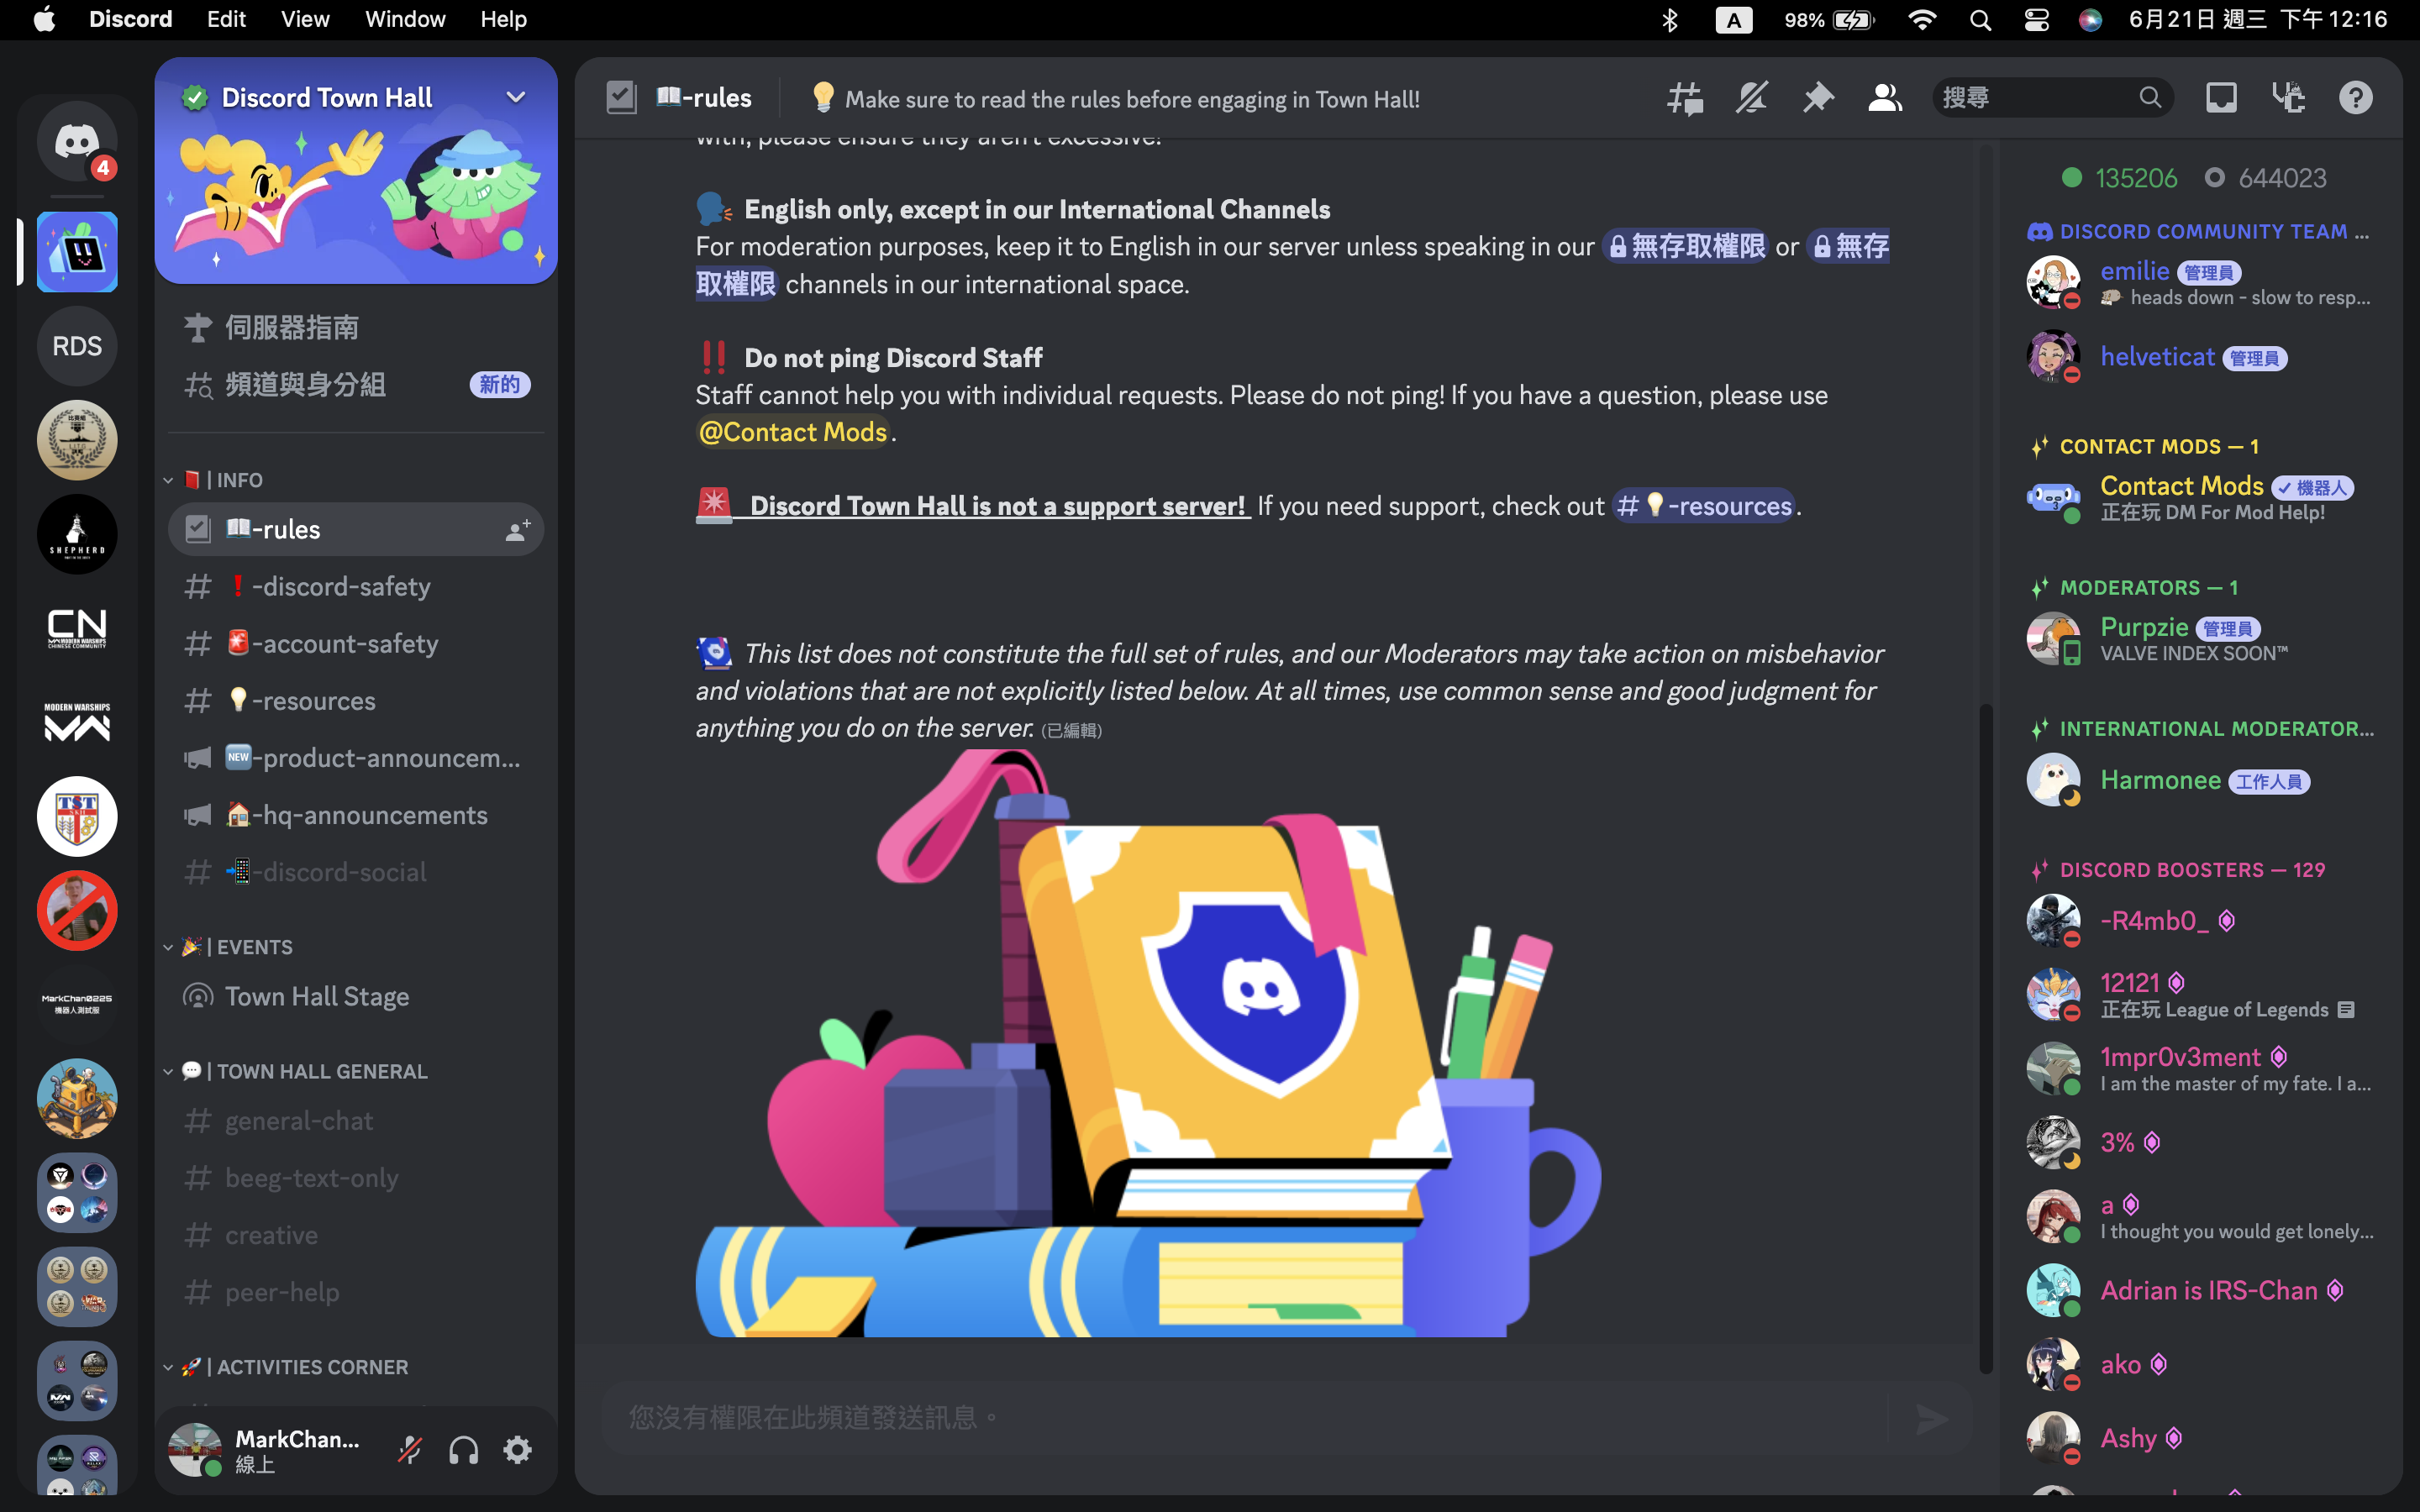 Discord Edit View Window Help
A 98% 6月21日 週三 下午12:16
4
RDS
SHEPHERD
CN
MODERN WARSHIPS
CHINESE COMMUNITY
MODERN WARSHIPS
TST
MarkChan0225
機器人測試服
Discord Town Hall
伺服器指南
頻道與身分組 新的
| INFO
-rules
-discord-safety
-account-safety
-resources
NEW-product-announcem...
-hq-announcements
-discord-social
| EVENTS
Town Hall Stage
| TOWN HALL GENERAL
general-chat
beeg-text-only
creative
peer-help
| ACTIVITIES CORNER
MarkChan...
線上
-rules
Make sure to read the rules before engaging in Town Hall!
搜尋
with, please ensure they aren't excessive!
English only, except in our International Channels
For moderation purposes, keep it to English in our server unless speaking in our 無存取權限 or 無存
取權限 channels in our international space.
Do not ping Discord Staff
Staff cannot help you with individual requests. Please do not ping! If you have a question, please use
@Contact Mods.
Discord Town Hall is not a support server! If you need support, check out #-resources.
This list does not constitute the full set of rules, and our Moderators may take action on misbehavior
and violations that are not explicitly listed below. At all times, use common sense and good judgment for
anything you do on the server. (已編輯)
您沒有權限在此頻道發送訊息。
135206 644023
DISCORD COMMUNITY TEAM ...
emilie 管理員
heads down - slow to resp...
helveticat 管理員
CONTACT MODS — 1
Contact Mods 機器人
正在玩 DM For Mod Help!
MODERATORS — 1
Purpzie 管理員
VALVE INDEX SOON™
INTERNATIONAL MODERATOR...
Harmonee 工作人員
DISCORD BOOSTERS — 129
-R4mb0_
12121
正在玩 League of Legends
1mpr0v3ment
I am the master of my fate. I a...
3%
a
I thought you would get lonely...
Adrian is IRS-Chan
ako
Ashy